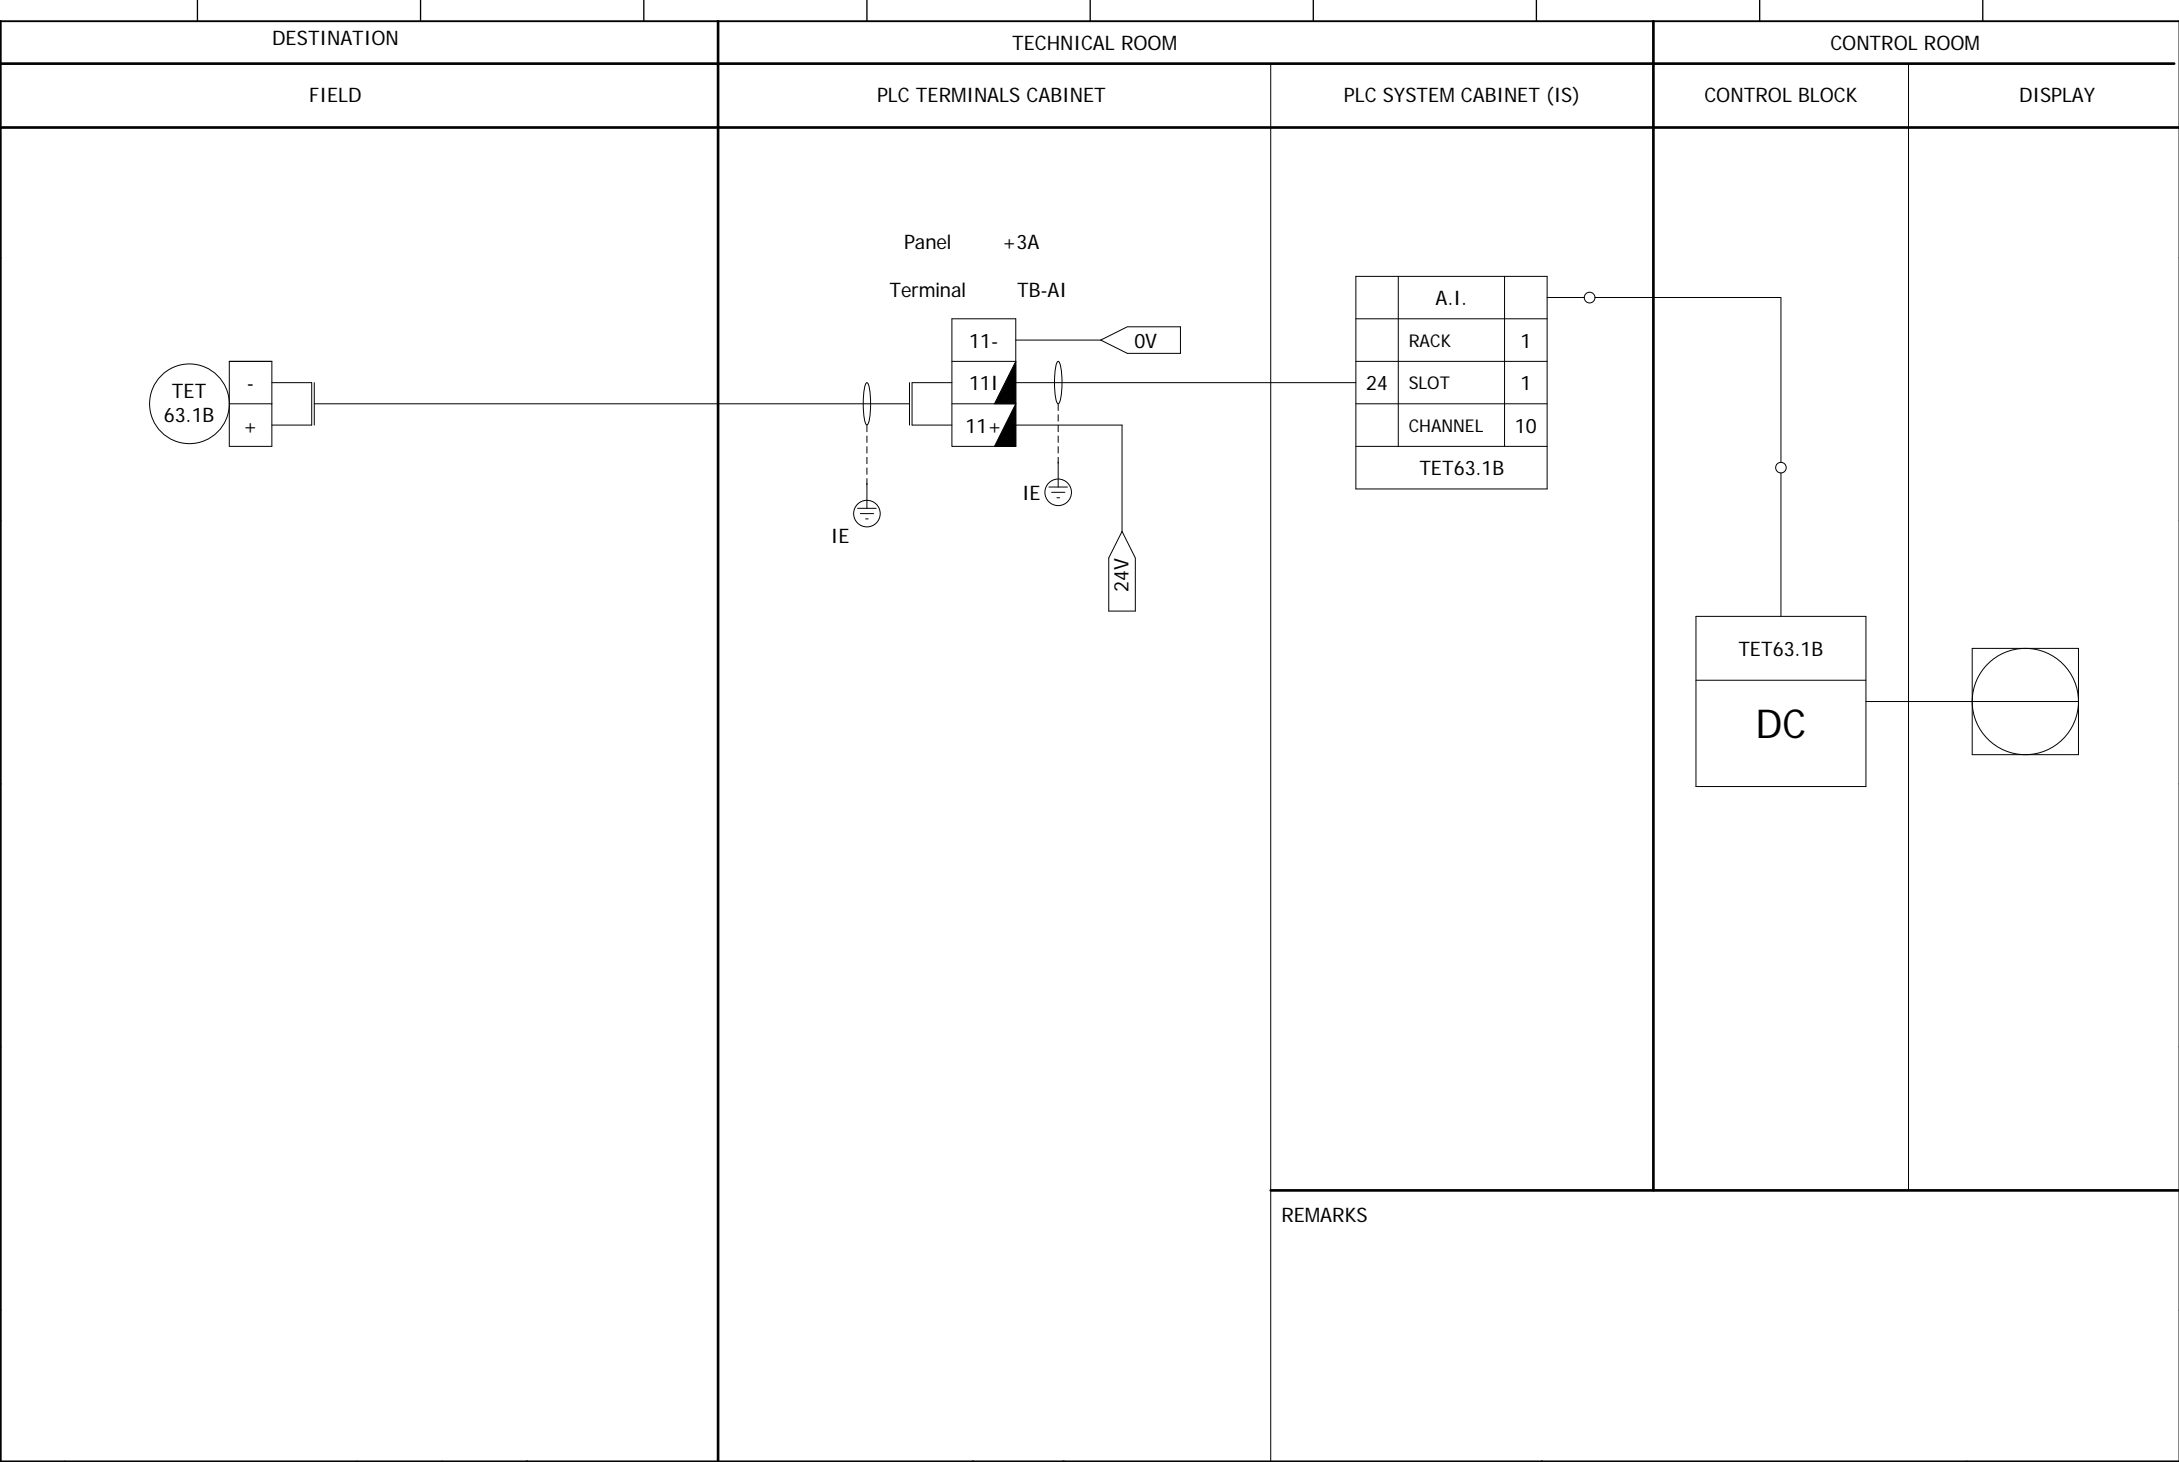 DESTINATION
TECHNICAL ROOM
CONTROL ROOM
FIELD
PLC TERMINALS CABINET
PLC SYSTEM CABINET (IS)
CONTROL BLOCK
DISPLAY
Panel +3A
Terminal TB-AI
11-
0V
11I
11+
IE
IE
24V
TET
63.1B
-
+
A.I.
RACK 1
24 SLOT 1
CHANNEL 10
TET63.1B
TET63.1B
DC
REMARKS